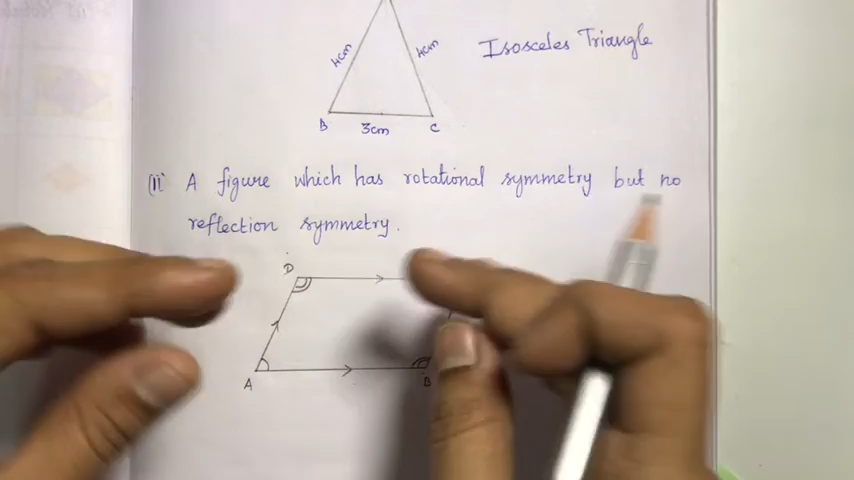 4cm
4cm
Isosceles Triangle
B
3cm
C
(ii) A figure which has rotational symmetry but no
reflection symmetry.
D
A
B